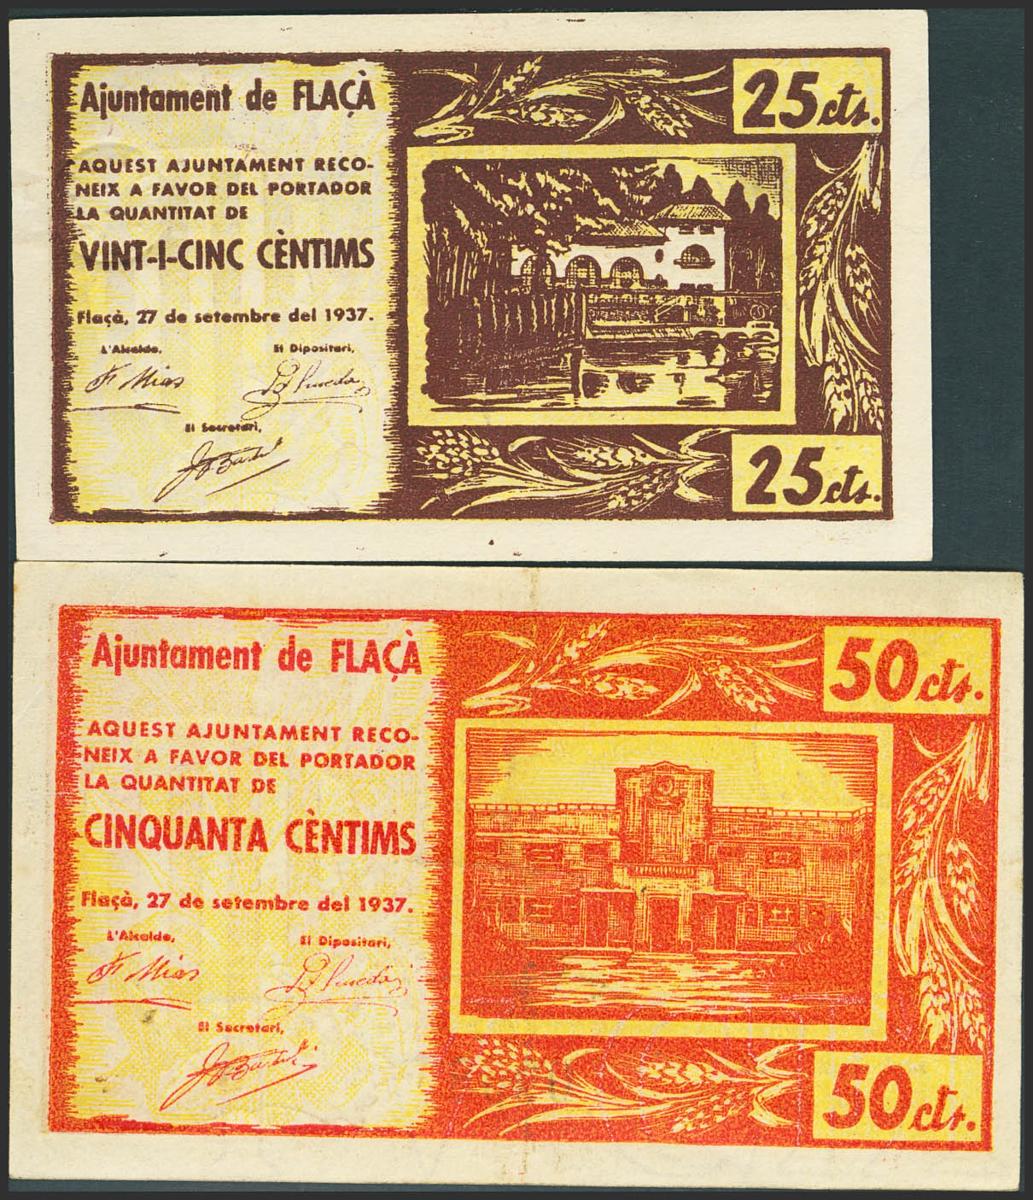 Ajuntament de FLAÇÀ
AQUEST AJUNTAMENT RECO-
NEIX A FAVOR DEL PORTADOR
LA QUANTITAT DE
VINT-I-CINC CÈNTIMS
Flaçà, 27 de setembre del 1937.
L'Alcalde, El Dipositari,
F Mias
El Secretari,
25 cts.
25 cts.
Ajuntament de FLAÇÀ
AQUEST AJUNTAMENT RECO-
NEIX A FAVOR DEL PORTADOR
LA QUANTITAT DE
CINQUANTA CÈNTIMS
Flaçà, 27 de setembre del 1937.
L'Alcalde, El Dipositari,
F Mias
El Secretari,
50 cts.
50 cts.